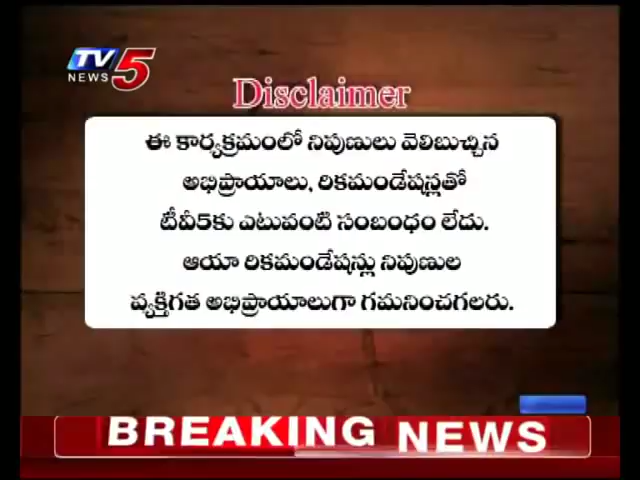 TV5
NEWS
Disclaimer
ఈ కార్యక్రమంలో నిపుణులు వెలిబుచ్చిన
అభిప్రాయాలు, రికమండేషన్లతో
టీవీ5కు ఎటువంటి సంబంధం లేదు.
ఆయా రికమండేషన్లు నిపుణుల
వ్యక్తిగత అభిప్రాయాలుగా గమనించగలరు.
BREAKING NEWS